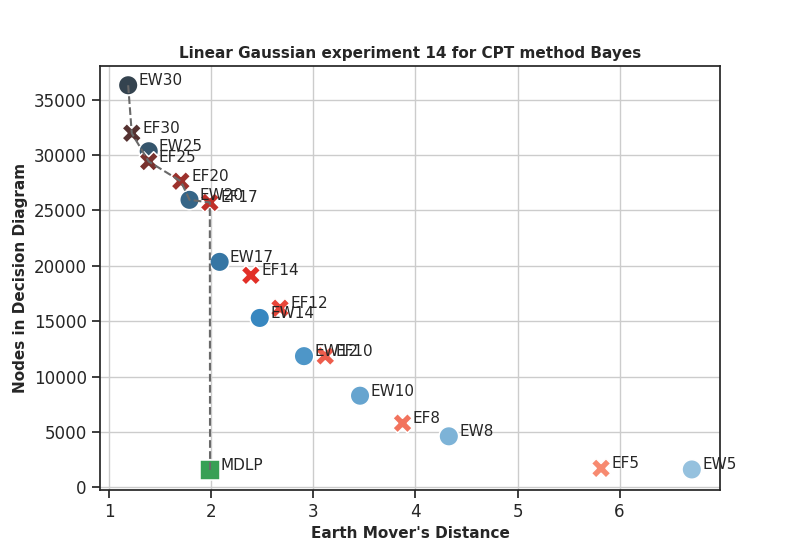 Linear Gaussian experiment 14 for CPT method Bayes
Nodes in Decision Diagram
35000
30000
25000
20000
15000
10000
5000
0
EW30
EF30
EW25
EF25
EF20
EW20
EF17
EW17
EF14
EF12
EW14
EW12
EF10
EW10
EF8
EW8
MDLP
EF5
EW5
1 2 3 4 5 6
Earth Mover's Distance